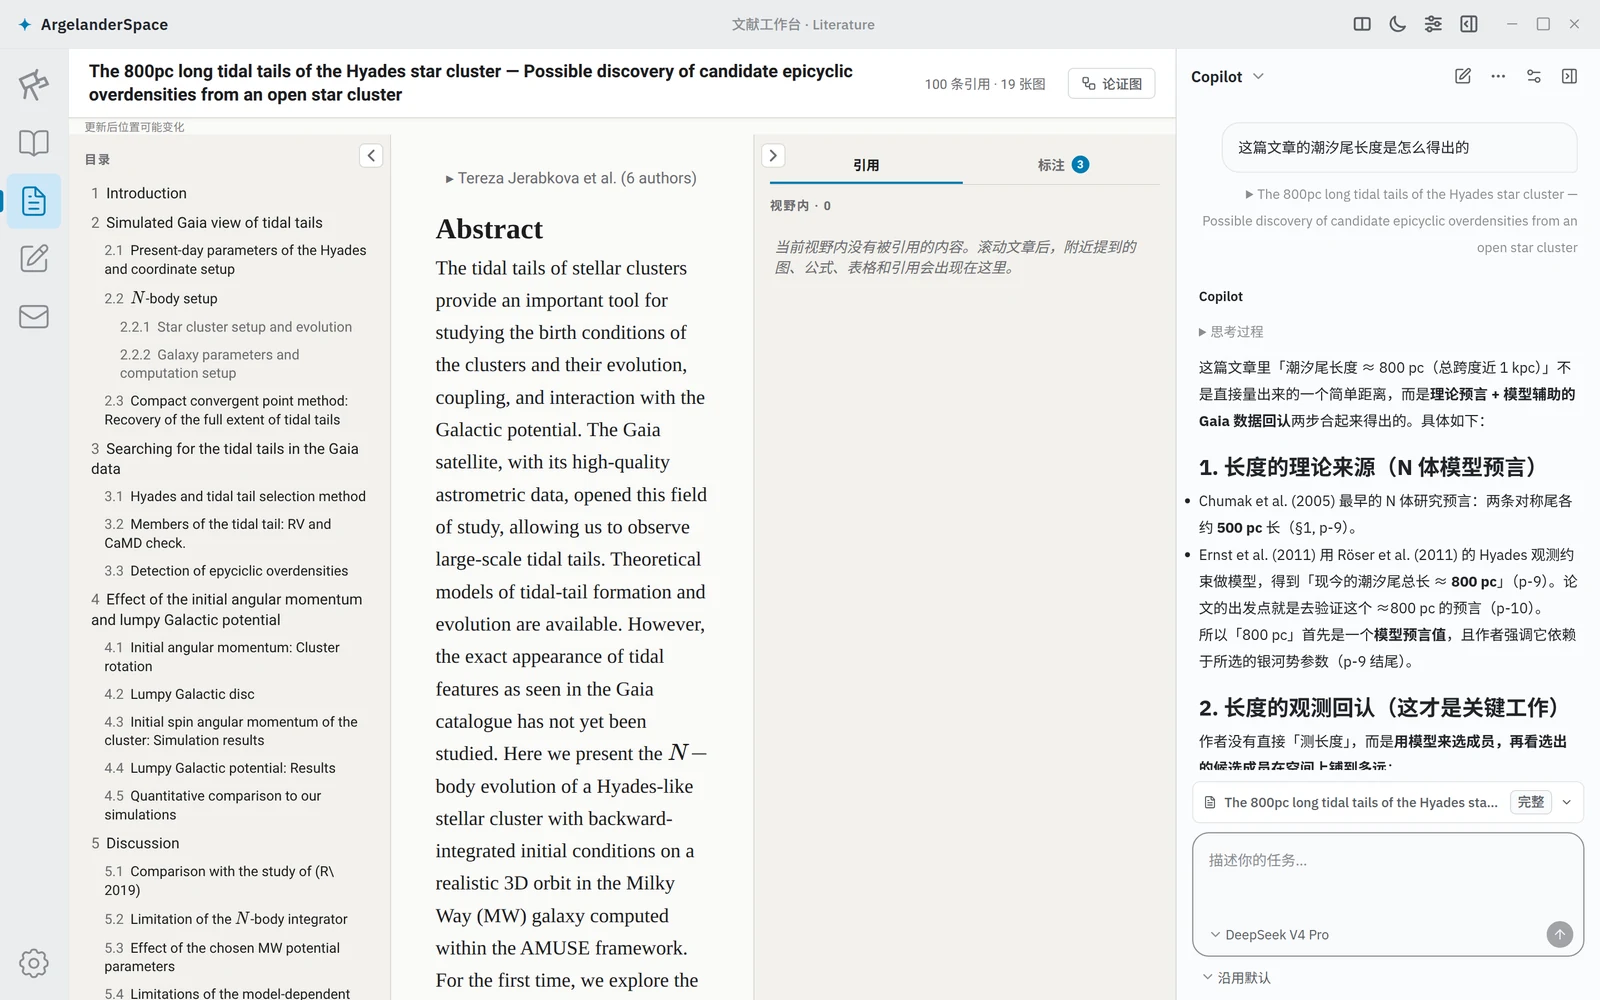 ArgelanderSpace
文献工作台 · Literature
The 800pc long tidal tails of the Hyades star cluster — Possible discovery of candidate epicyclic
overdensities from an open star cluster
100 条引用 · 19 张图
论证图
更新后位置可能变化
目录
1 Introduction
2 Simulated Gaia view of tidal tails
2.1 Present-day parameters of the Hyades
and coordinate setup
2.2 N-body setup
2.2.1 Star cluster setup and evolution
2.2.2 Galaxy parameters and
computation setup
2.3 Compact convergent point method:
Recovery of the full extent of tidal tails
3 Searching for the tidal tails in the Gaia
data
3.1 Hyades and tidal tail selection method
3.2 Members of the tidal tail: RV and
CaMD check.
3.3 Detection of epyciclic overdensities
4 Effect of the initial angular momentum
and lumpy Galactic potential
4.1 Initial angular momentum: Cluster
rotation
4.2 Lumpy Galactic disc
4.3 Initial spin angular momentum of the
cluster: Simulation results
4.4 Lumpy Galactic potential: Results
4.5 Quantitative comparison to our
simulations
5 Discussion
5.1 Comparison with the study of (R\
2019)
5.2 Limitation of the N-body integrator
5.3 Effect of the chosen MW potential
parameters
5.4 Limitations of the model-dependent
▸ Tereza Jerabkova et al. (6 authors)
Abstract
The tidal tails of stellar clusters
provide an important tool for
studying the birth conditions of
the clusters and their evolution,
coupling, and interaction with the
Galactic potential. The Gaia
satellite, with its high-quality
astrometric data, opened this field
of study, allowing us to observe
large-scale tidal tails. Theoretical
models of tidal-tail formation and
evolution are available. However,
the exact appearance of tidal
features as seen in the Gaia
catalogue has not yet been
studied. Here we present the N–
body evolution of a Hyades-like
stellar cluster with backward-
integrated initial conditions on a
realistic 3D orbit in the Milky
Way (MW) galaxy computed
within the AMUSE framework.
For the first time, we explore the
引用
标注 3
视野内 · 0
当前视野内没有被引用的内容。滚动文章后，附近提到的
图、公式、表格和引用会出现在这里。
Copilot
这篇文章的潮汐尾长度是怎么得出的
▸ The 800pc long tidal tails of the Hyades star cluster —
Possible discovery of candidate epicyclic overdensities from an
open star cluster
Copilot
▸ 思考过程
这篇文章里「潮汐尾长度 ≈ 800 pc（总跨度近 1 kpc）」不
是直接量出来的一个简单距离，而是理论预言 + 模型辅助的
Gaia 数据回认两步合起来得出的。具体如下：
1. 长度的理论来源（N 体模型预言）
• Chumak et al. (2005) 最早的 N 体研究预言：两条对称尾各
约 500 pc 长（§1, p-9）。
• Ernst et al. (2011) 用 Röser et al. (2011) 的 Hyades 观测约
束做模型，得到「现今的潮汐尾总长 ≈ 800 pc」（p-9）。论
文的出发点就是去验证这个 ≈800 pc 的预言（p-10）。
所以「800 pc」首先是一个模型预言值，且作者强调它依赖
于所选的银河势参数（p-9 结尾）。
2. 长度的观测回认（这才是关键工作）
作者没有直接「测长度」，而是用模型来选成员，再看选出
的候选成员在空间上铺到多远：
The 800pc long tidal tails of the Hyades sta...
完整
描述你的任务...
DeepSeek V4 Pro
沿用默认